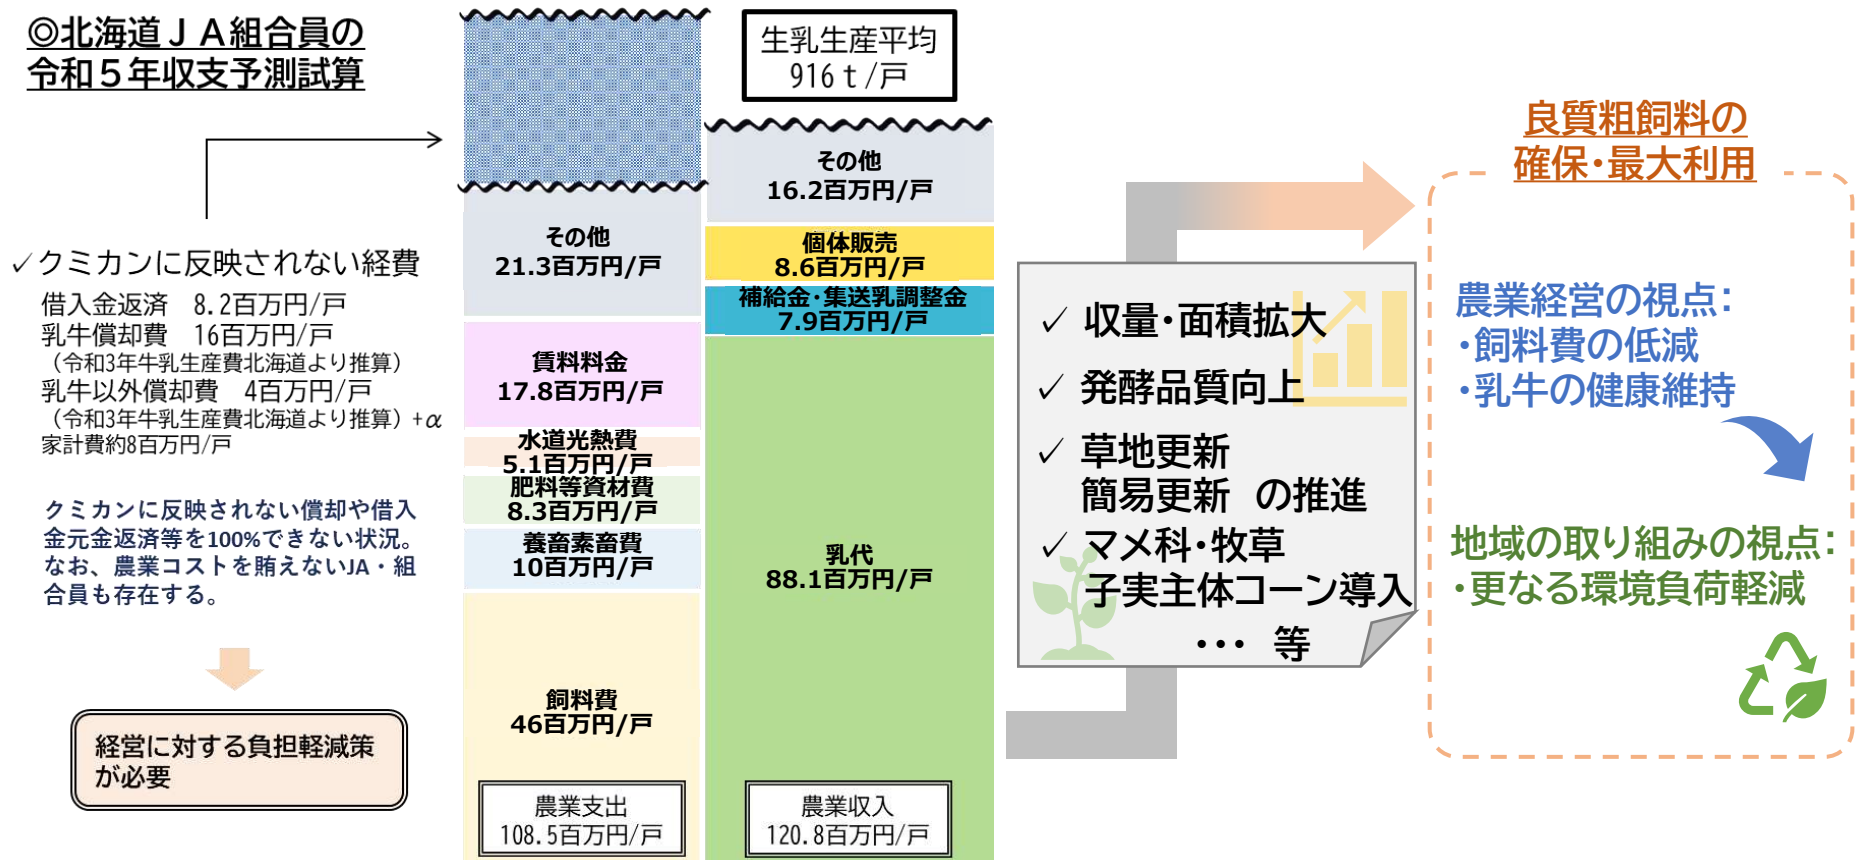 ◎北海道ＪＡ組合員の
令和５年収支予測試算
✓クミカンに反映されない経費
借入金返済　8.2百万円/戸
乳牛償却費　16百万円/戸
（令和3年牛乳生産費北海道より推算）
乳牛以外償却費　4百万円/戸
（令和3年牛乳生産費北海道より推算）+α
家計費約8百万円/戸
クミカンに反映されない償却や借入
金元金返済等を100%できない状況。
なお、農業コストを賄えないJA・組
合員も存在する。
経営に対する負担軽減策
が必要
その他
21.3百万円/戸
賃料料金
17.8百万円/戸
水道光熱費
5.1百万円/戸
肥料等資材費
8.3百万円/戸
養畜素畜費
10百万円/戸
飼料費
46百万円/戸
農業支出
108.5百万円/戸
生乳生産平均
916ｔ/戸
その他
16.2百万円/戸
個体販売
8.6百万円/戸
補給金・集送乳調整金
7.9百万円/戸
乳代
88.1百万円/戸
農業収入
120.8百万円/戸
✓ 収量・面積拡大
✓ 発酵品質向上
✓ 草地更新
簡易更新　の推進
✓ マメ科・牧草
子実主体コーン導入
・・・ 等
良質粗飼料の
確保・最大利用
農業経営の視点：
・飼料費の低減
・乳牛の健康維持
地域の取り組みの視点：
・更なる環境負荷軽減